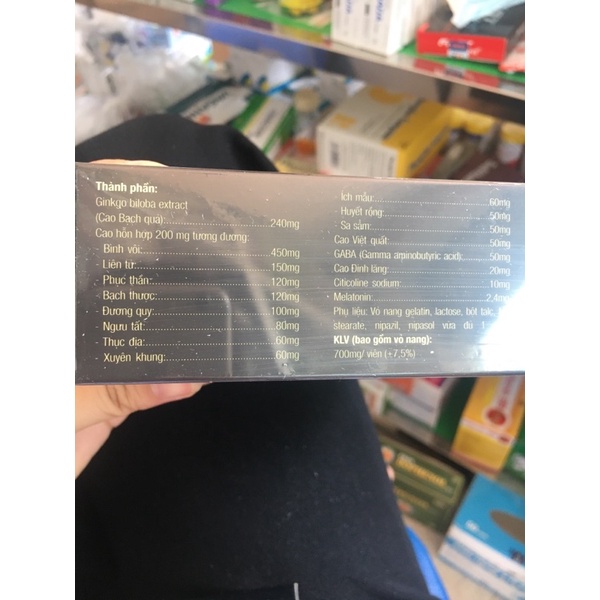 Thành phần:
Ginkgo biloba extract
(Cao Bạch quả):...240mg
Cao hỗn hợp 200 mg tương đương:
Bình vôi:...450mg
Liên tử:...150mg
Phục thần:...120mg
Bạch thược:...120mg
Đương quy:...100mg
Ngưu tất:...80mg
Thục địa:...60mg
Xuyên khung:...60mg
Ích mẫu:...60mg
Huyết rồng:...50mg
Sa sâm:...50mg
Cao Việt quất:...50mg
GABA (Gamma aminobutyric acid):...50mg
Cao Đinh lăng:...20mg
Citicoline sodium:...10mg
Melatonin:...2,4mg
Phụ liệu: Vỏ nang gelatin, lactose, bột talc,
stearate, nipazil, nipasol vừa đủ 1
KLV (bao gồm vỏ nang):
700mg/ viên (±7,5%)